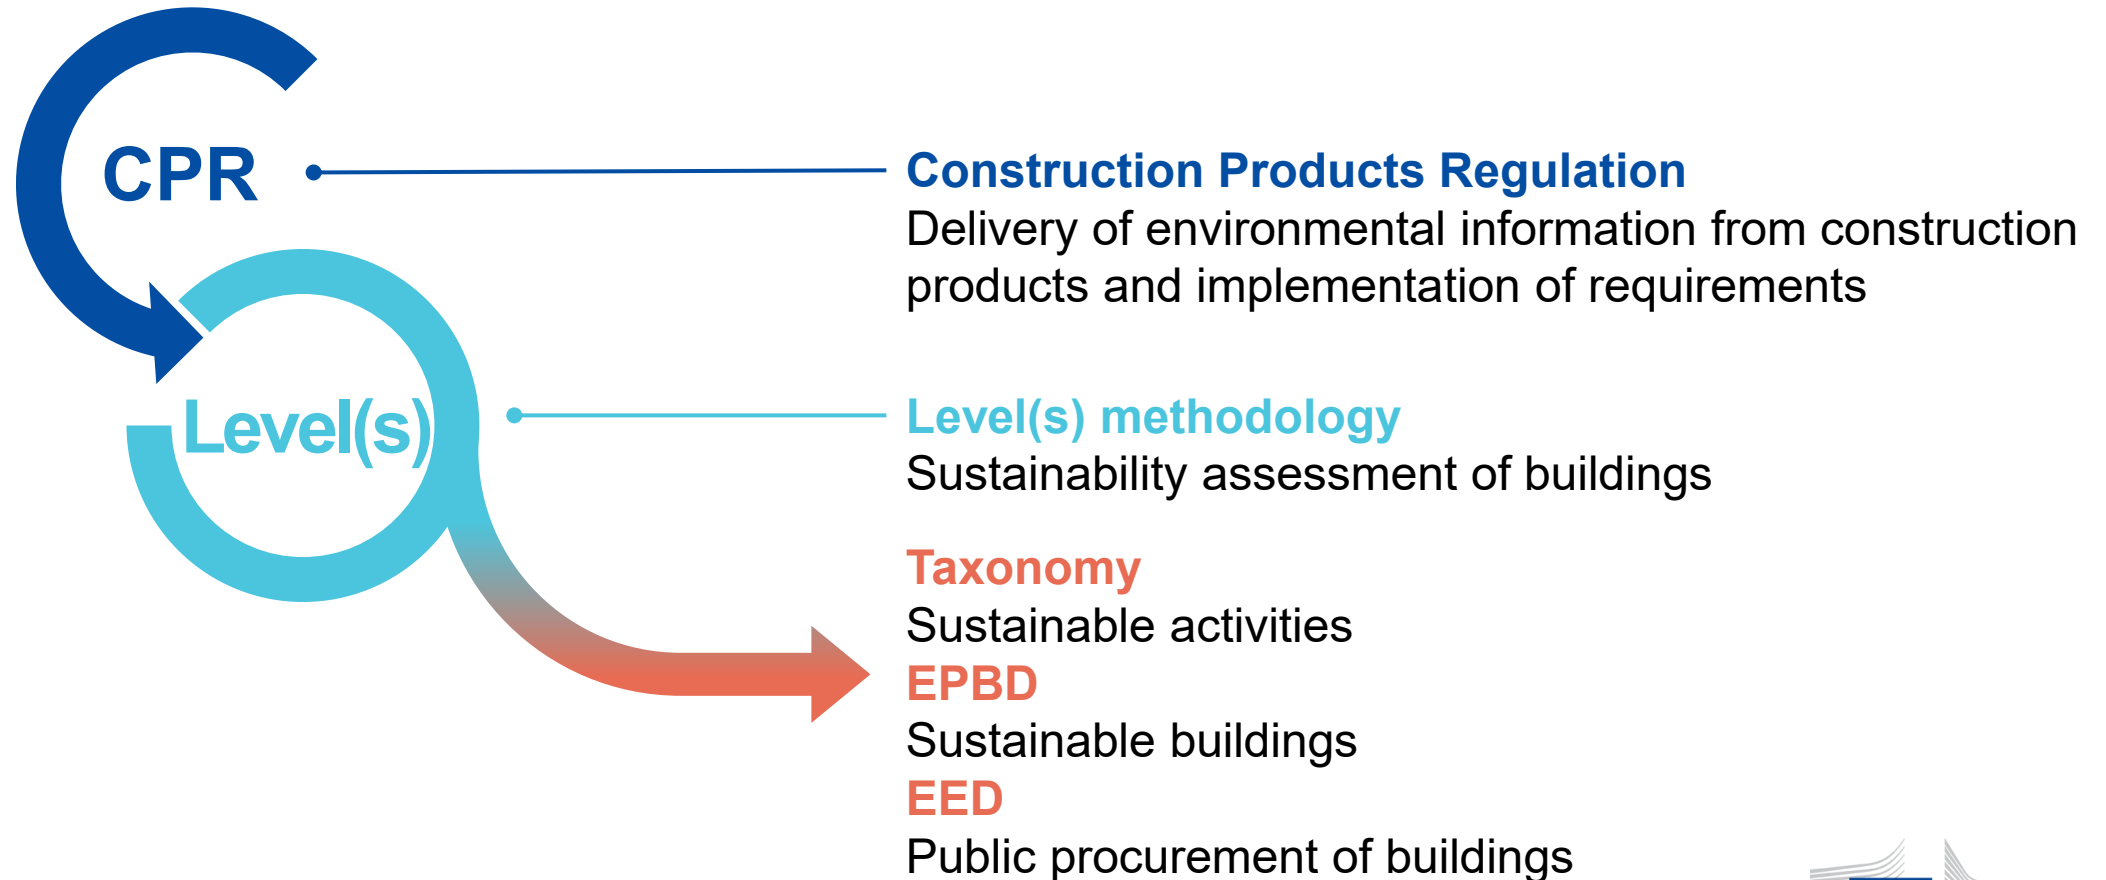 CPR
Construction Products Regulation
Delivery of environmental information from construction
products and implementation of requirements
Level(s)
Level(s) methodology
Sustainability assessment of buildings
Taxonomy
Sustainable activities
EPBD
Sustainable buildings
EED
Public procurement of buildings